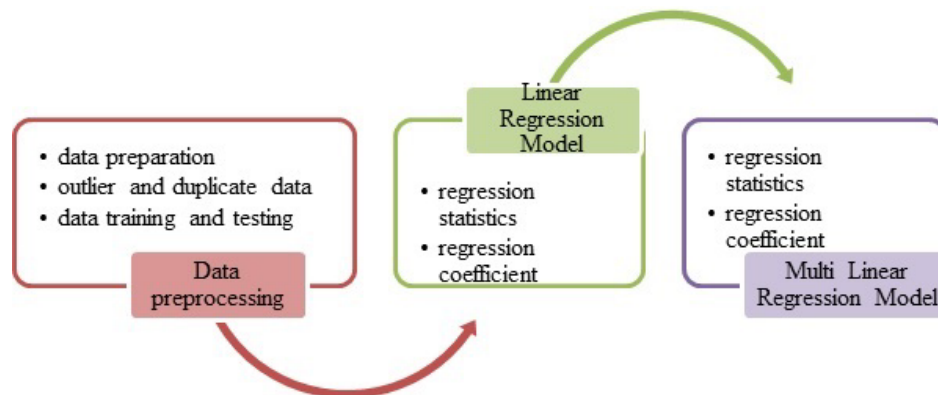 • data preparation
• outlier and duplicate data
• data training and testing
Data
preprocessing
Linear
Regression
Model
• regression
statistics
• regression
coefficient
• regression
statistics
• regression
coefficient
Multi Linear
Regression Model